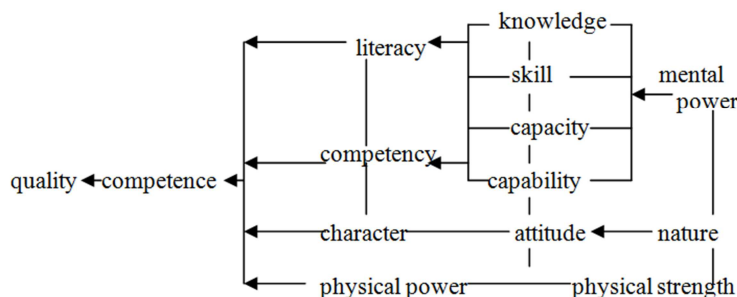 knowledge
literacy
skill
mental
power
capacity
competency
quality
competence
capability
character
attitude
nature
physical power
physical strength